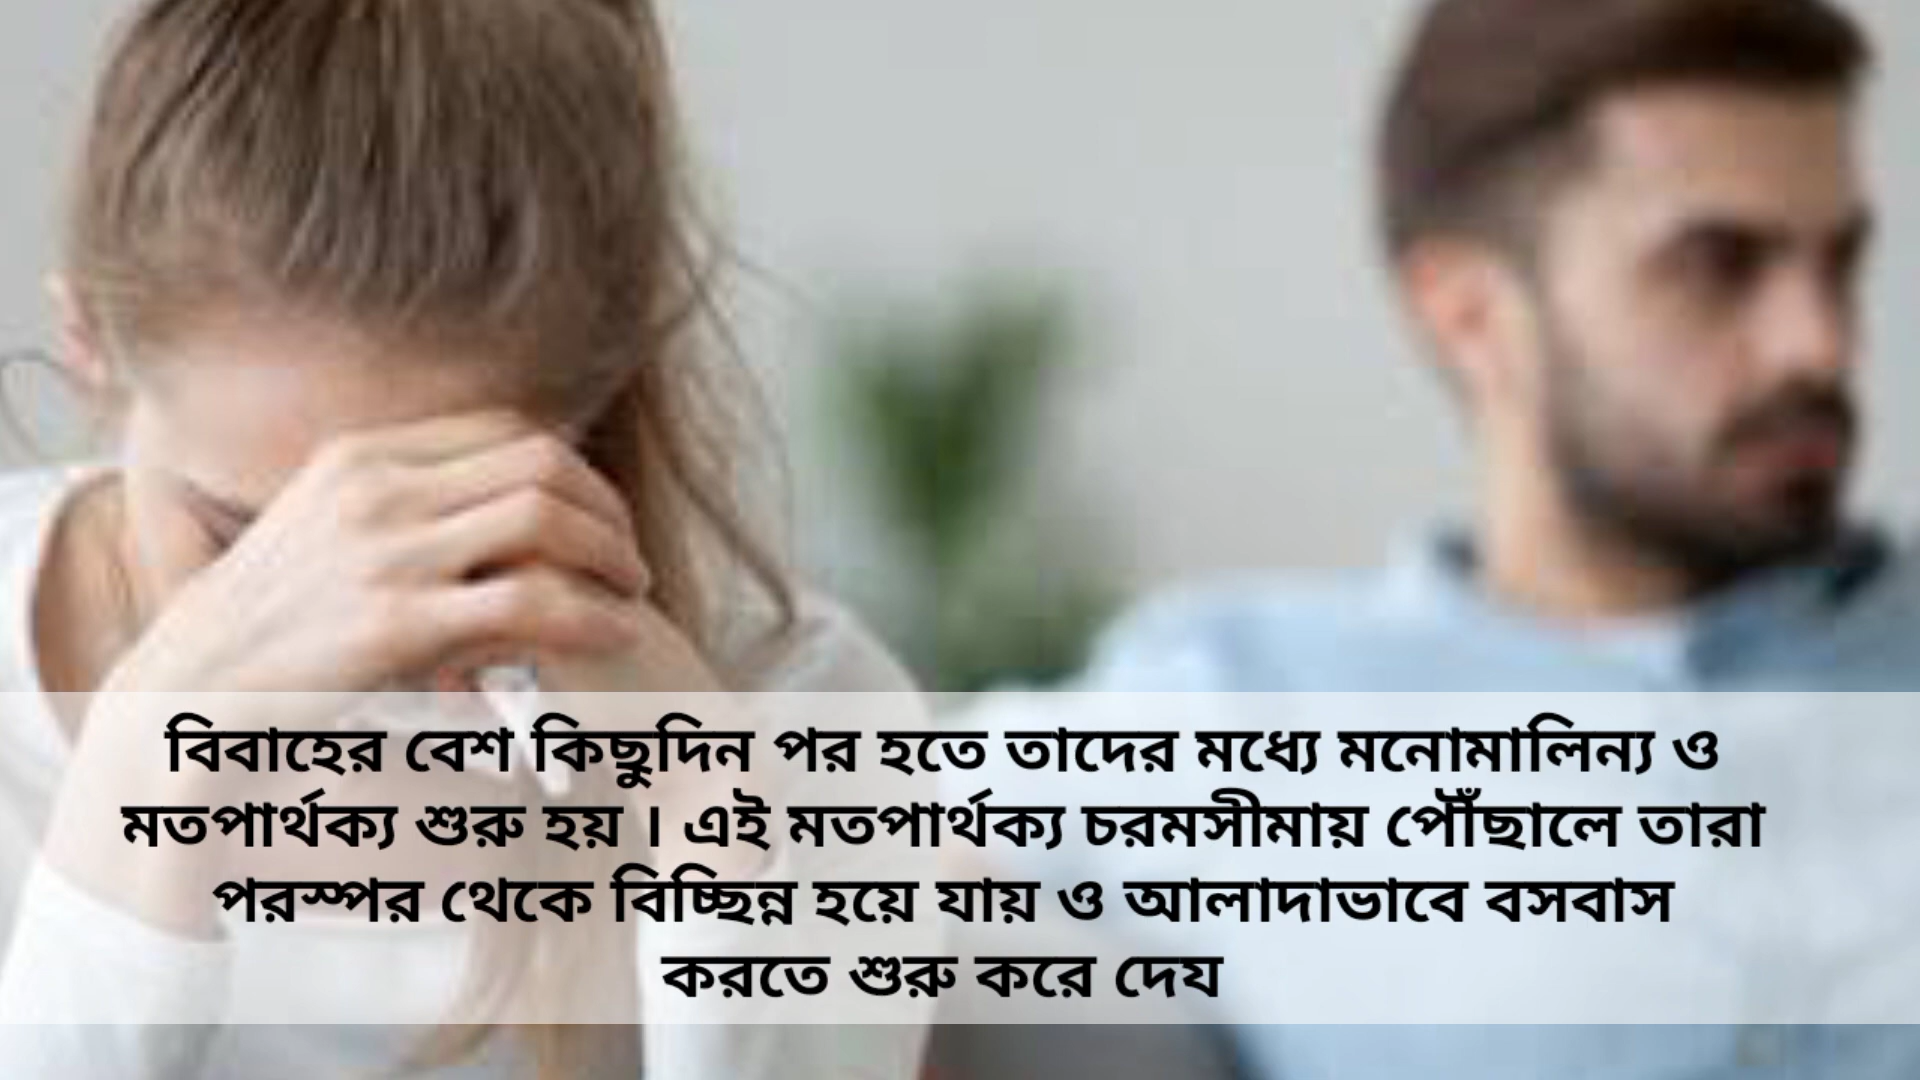 বিবাহের বেশ কিছুদিন পর হতে তাদের মধ্যে মনোমালিন্য ও
মতপার্থক্য শুরু হয় । এই মতপার্থক্য চরমসীমায় পৌঁছালে তারা
পরস্পর থেকে বিচ্ছিন্ন হয়ে যায় ও আলাদাভাবে বসবাস
করতে শুরু করে দেয